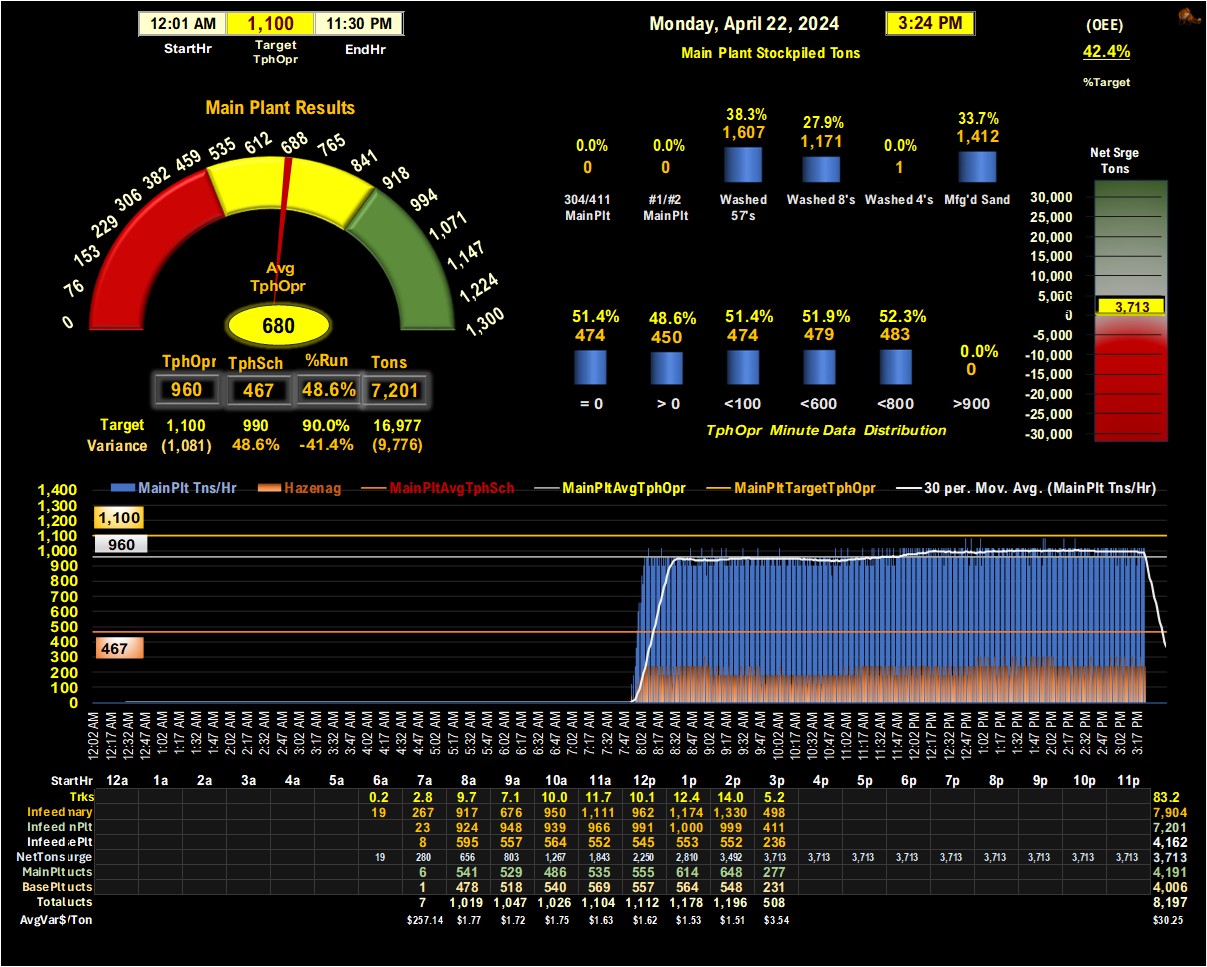 12:01 AM 1,100 11:30 PM
StartHr Target TphOpr EndHr
Monday, April 22, 2024 3:24 PM
Main Plant Stockpiled Tons
(OEE)
42.4%
%Target
Main Plant Results
0 76 153 229 306 382 459 535 612 688 765 841 918 994 1,071 1,147 1,224 1,300
Avg
TphOpr
680
TphOpr TphSch %Run Tons
960 467 48.6% 7,201
Target 1,100 990 90.0% 16,977
Variance (1,081) 48.6% -41.4% (9,776)
0.0% 0.0% 38.3% 27.9% 0.0% 33.7%
0 0 1,607 1,171 1 1,412
304/411 MainPlt #1/#2 MainPlt Washed 57's Washed 8's Washed 4's Mfg'd Sand
51.4% 48.6% 51.4% 51.9% 52.3% 0.0%
474 450 474 479 483 0
= 0 > 0 <100 <600 <800 >900
TphOpr Minute Data Distribution
Net Srge
Tons
30,000
25,000
20,000
15,000
10,000
5,000
3,713
0
-5,000
-10,000
-15,000
-20,000
-25,000
-30,000
MainPlt Tns/Hr Hazenag MainPltAvgTphSch MainPltAvgTphOpr MainPltTargetTphOpr 30 per. Mov. Avg. (MainPlt Tns/Hr)
1,400
1,300
1,200
1,100
1,000
900
800
700
600
500
400
300
200
100
0
1,100
960
467
12:02 AM 12:17 AM 12:32 AM 12:47 AM 1:02 AM 1:17 AM 1:32 AM 1:47 AM 2:02 AM 2:17 AM 2:32 AM 2:47 AM 3:02 AM 3:17 AM 3:32 AM 3:47 AM 4:02 AM 4:17 AM 4:32 AM 4:47 AM 5:02 AM 5:17 AM 5:32 AM 5:47 AM 6:02 AM 6:17 AM 6:32 AM 6:47 AM 7:02 AM 7:17 AM 7:32 AM 7:47 AM 8:02 AM 8:17 AM 8:32 AM 8:47 AM 9:02 AM 9:17 AM 9:32 AM 9:47 AM 10:02 AM 10:17 AM 10:32 AM 10:47 AM 11:02 AM 11:17 AM 11:32 AM 11:47 AM 12:02 PM 12:17 PM 12:32 PM 12:47 PM 1:02 PM 1:17 PM 1:32 PM 1:47 PM 2:02 PM 2:17 PM 2:32 PM 2:47 PM 3:02 PM 3:17 PM
StartHr 12a 1a 2a 3a 4a 5a 6a 7a 8a 9a 10a 11a 12p 1p 2p 3p 4p 5p 6p 7p 8p 9p 10p 11p
Trks 0.2 2.8 9.7 7.1 10.0 11.7 10.1 12.4 14.0 5.2 83.2
Infeed mary 19 267 917 676 950 1,111 962 1,174 1,330 498 7,904
Infeed nPlt 23 924 948 939 966 991 1,000 999 411 7,201
Infeed ePlt 8 595 557 564 552 545 553 552 236 4,162
NetTons urge 19 280 656 803 1,267 1,843 2,250 2,810 3,492 3,713 3,713 3,713 3,713 3,713 3,713 3,713 3,713 3,713 3,713
MainPlt ucts 6 541 529 486 535 555 614 648 277 4,191
BasePlt ucts 1 478 518 540 569 557 564 548 231 4,006
Total ucts 7 1,019 1,047 1,026 1,104 1,112 1,178 1,196 508 8,197
AvgVar$/Ton $257.14 $1.77 $1.72 $1.75 $1.63 $1.62 $1.53 $1.51 $3.54 $30.25